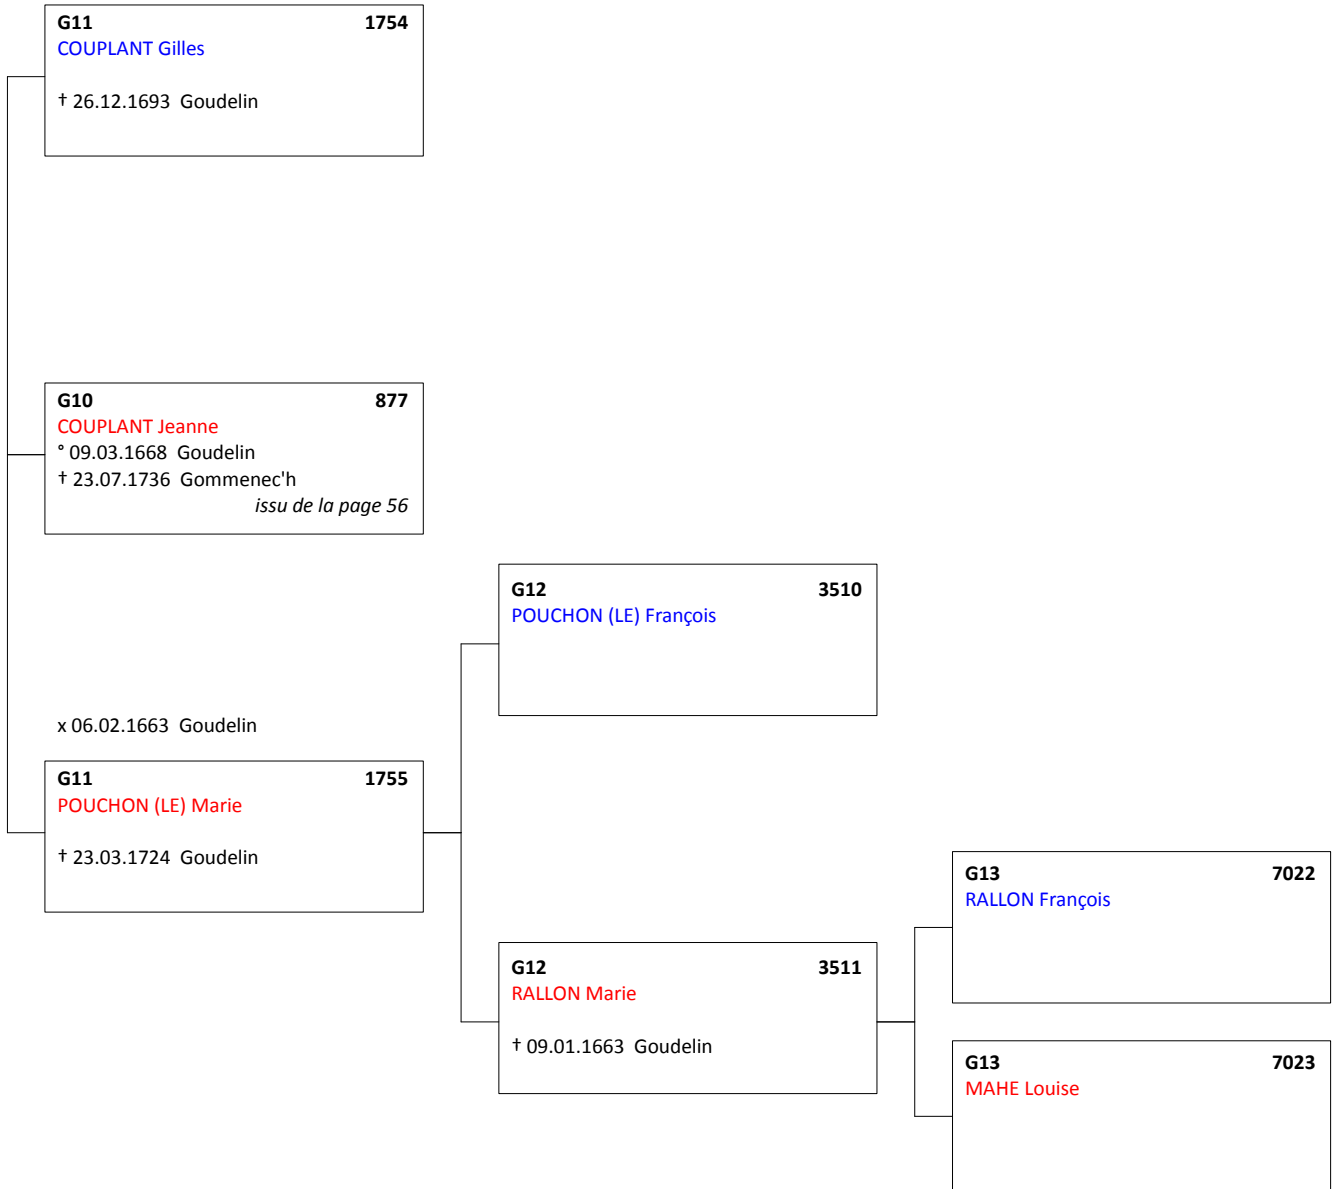 G11 1754
COUPLANT Gilles
† 26.12.1693 Goudelin
G10 877
COUPLANT Jeanne
° 09.03.1668 Goudelin
† 23.07.1736 Gommenec'h
issu de la page 56
G12 3510
POUCHON (LE) François
x 06.02.1663 Goudelin
G11 1755
POUCHON (LE) Marie
† 23.03.1724 Goudelin
G13 7022
RALLON François
G12 3511
RALLON Marie
† 09.01.1663 Goudelin
G13 7023
MAHE Louise